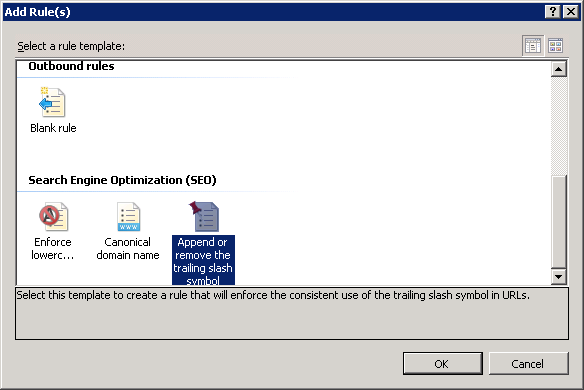 Add Rule(s)
Select a rule template:
Outbound rules
Blank rule
Search Engine Optimization (SEO)
Enforce
lowerc...
Canonical
domain name
Append or
remove the
trailing slash
symbol
Select this template to create a rule that will enforce the consistent use of the trailing slash symbol in URLs.
OK
Cancel